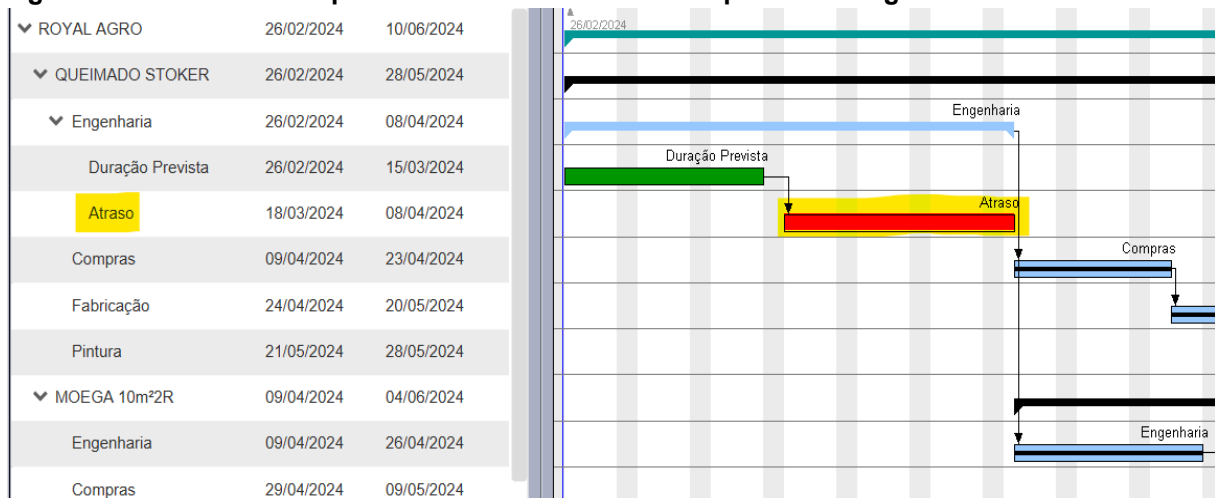 ROYAL AGRO 26/02/2024 10/06/2024
26/02/2024
QUEIMADO STOKER 26/02/2024 28/05/2024
Engenharia 26/02/2024 08/04/2024
Engenharia
Duração Prevista 26/02/2024 15/03/2024
Duração Prevista
Atraso 18/03/2024 08/04/2024
Atraso
Compras 09/04/2024 23/04/2024
Compras
Fabricação 24/04/2024 20/05/2024
Pintura 21/05/2024 28/05/2024
MOEGA 10m²2R 09/04/2024 04/06/2024
Engenharia 09/04/2024 26/04/2024
Engenharia
Compras 29/04/2024 09/05/2024